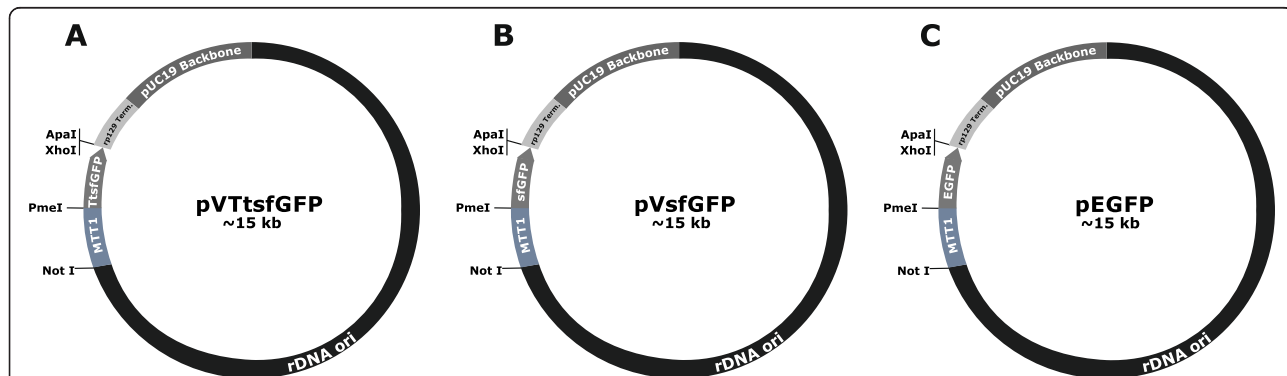 A
pUC19 Backbone
rp129 Term.
ApaI
XhoI
TtsfGFP
PmeI
pVTtsfGFP
~15 kb
MTT1
Not I
rDNA ori
B
pUC19 Backbone
rp129 Term.
ApaI
XhoI
sfGFP
PmeI
pVsfGFP
~15 kb
MTT1
Not I
rDNA ori
C
pUC19 Backbone
rp129 Term.
ApaI
XhoI
EGFP
PmeI
pEGFP
~15 kb
MTT1
Not I
rDNA ori